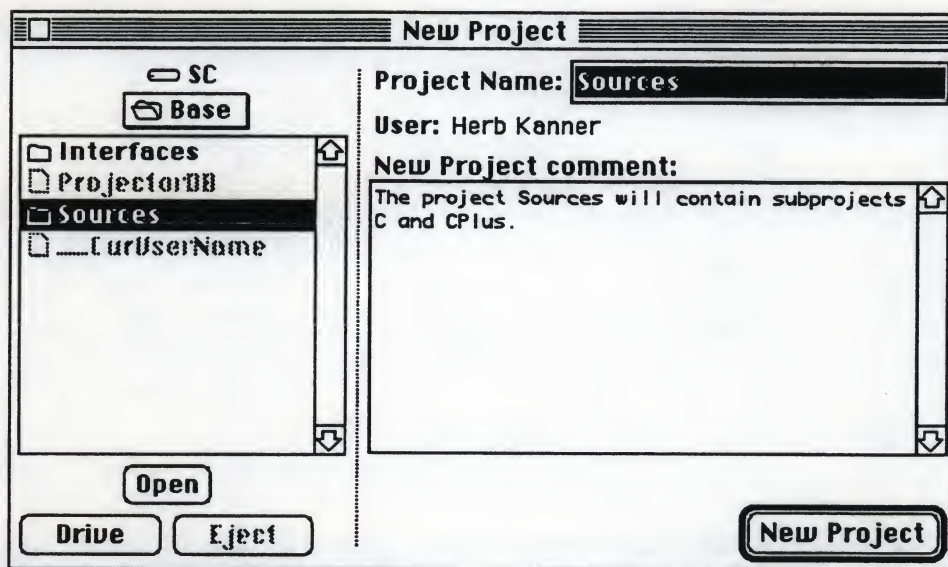 New Project
SC
Base
Interfaces
ProjectorDB
Sources
___CurUserName
Open
Drive
Eject
Project Name: Sources
User: Herb Kanner
New Project comment:
The project Sources will contain subprojects
C and CPlus.
New Project